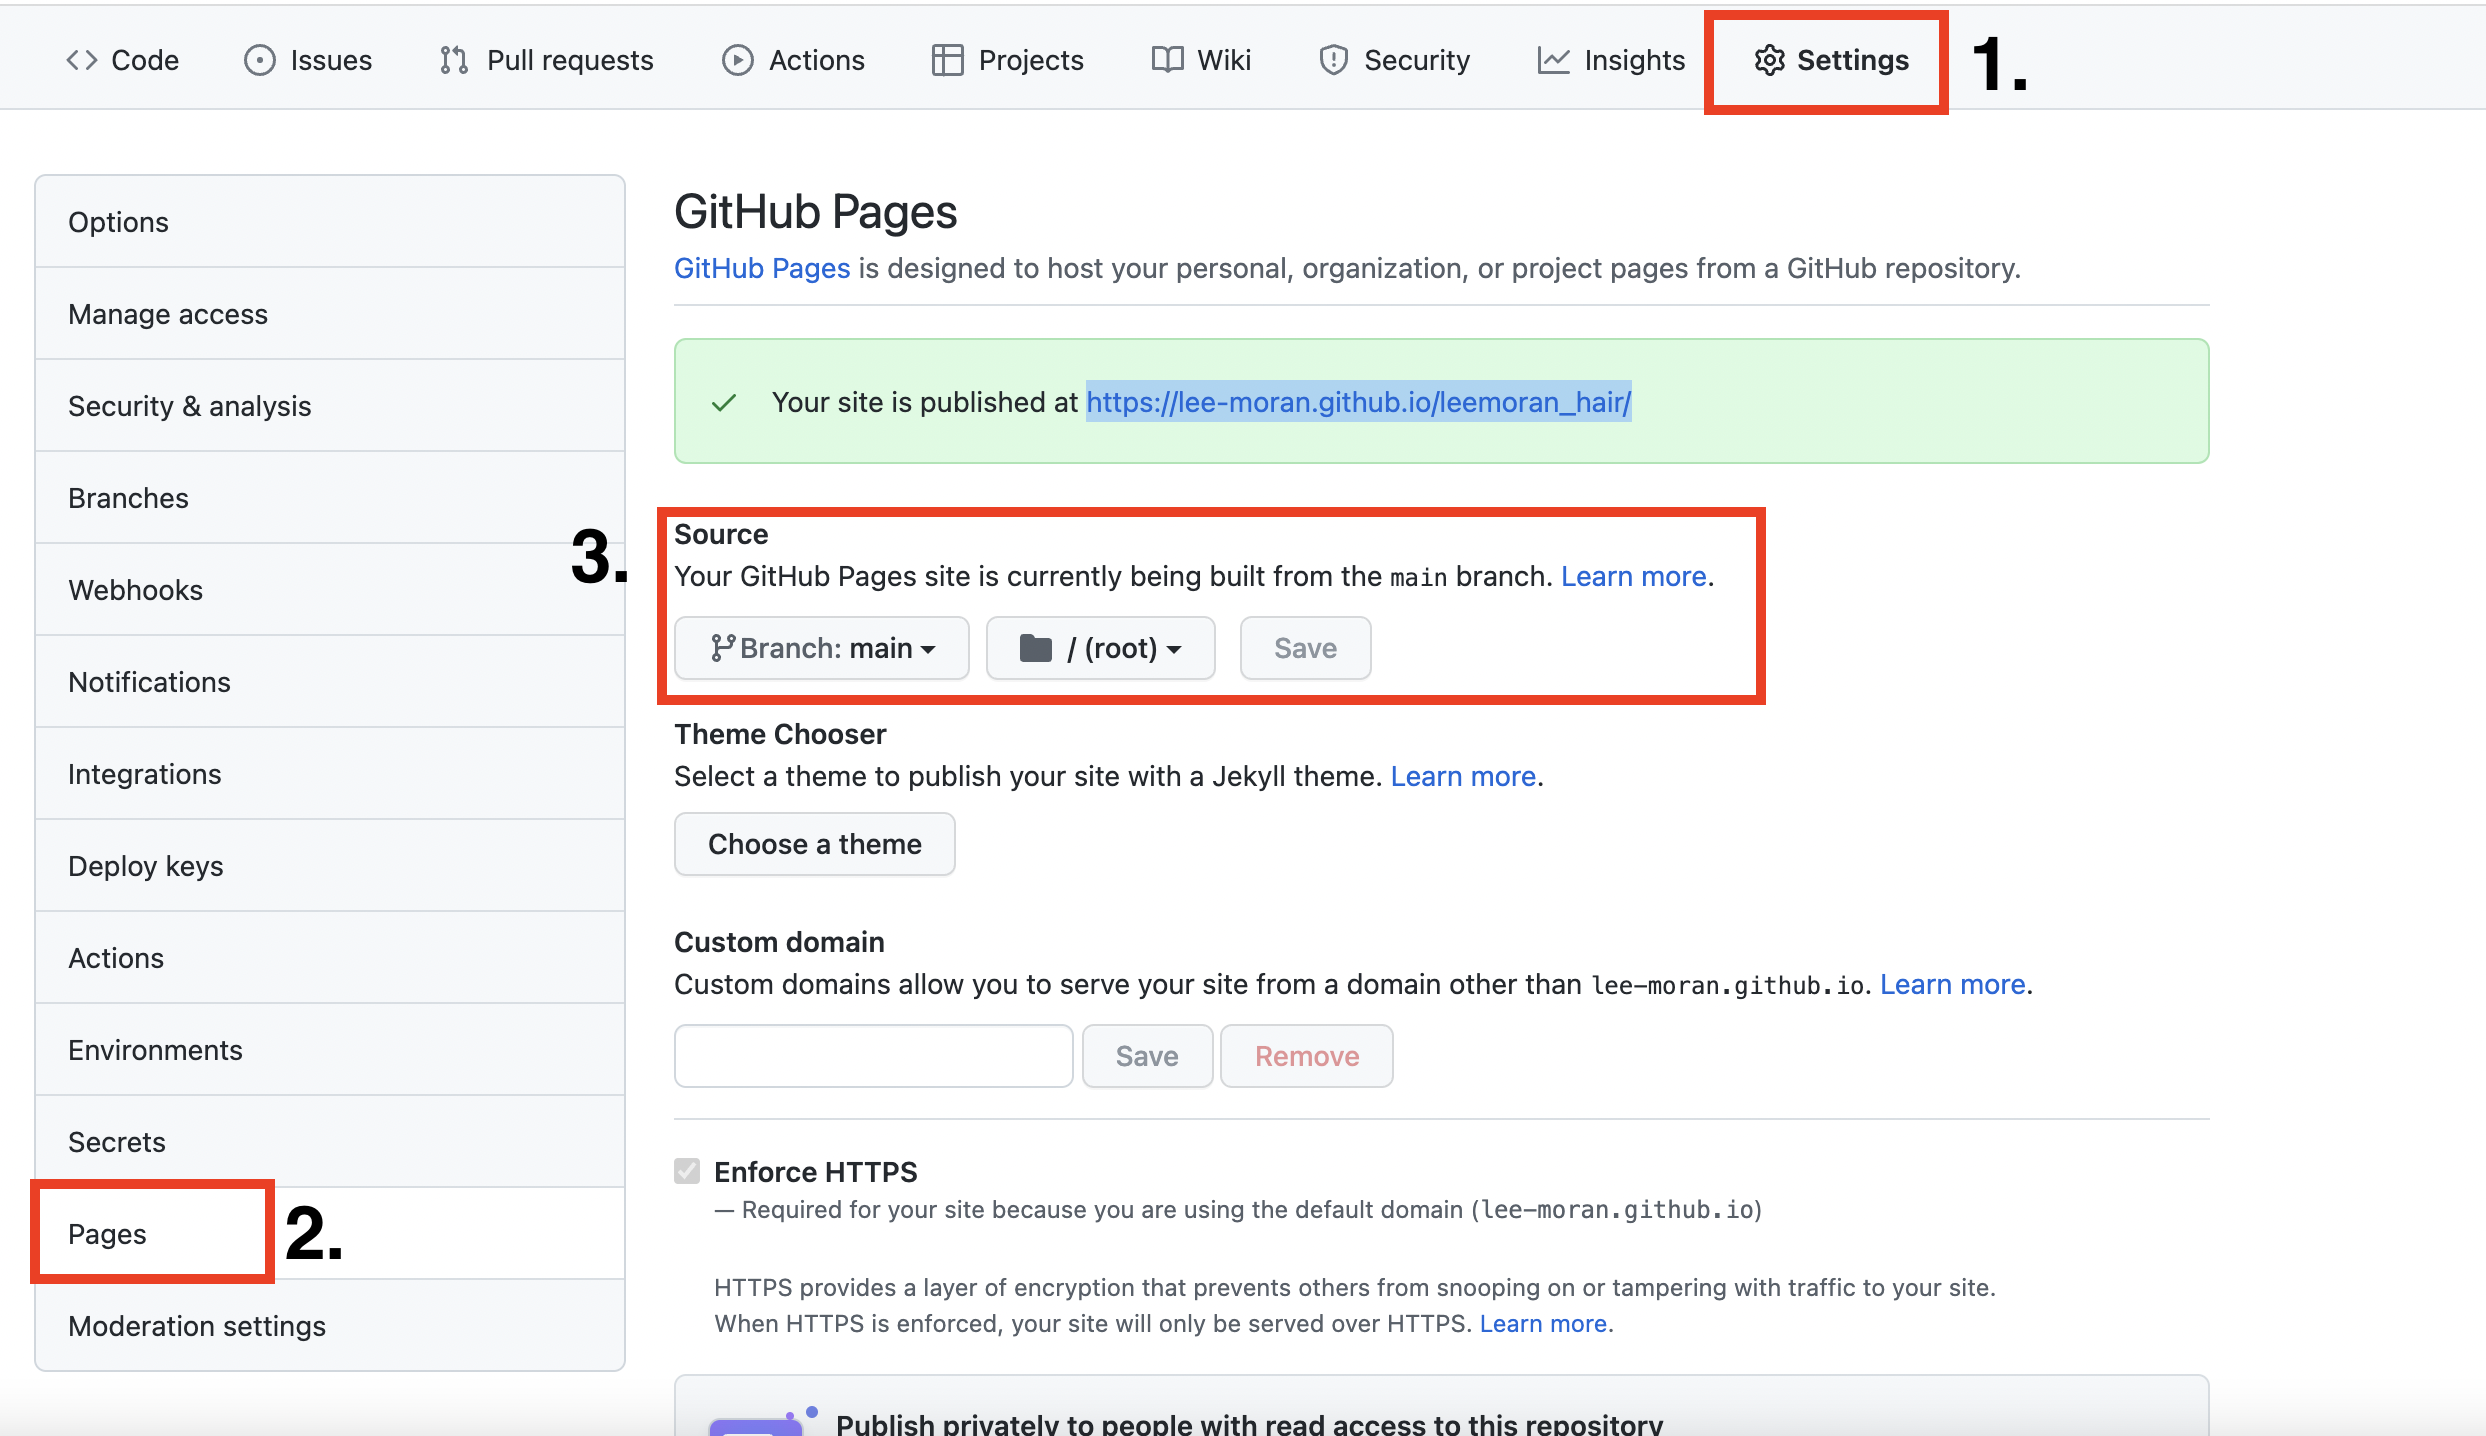 Code Issues Pull requests Actions Projects Wiki Security Insights Settings 1.
Options
Manage access
Security & analysis
Branches
Webhooks
Notifications
Integrations
Deploy keys
Actions
Environments
Secrets
Pages 2.
Moderation settings
GitHub Pages
GitHub Pages is designed to host your personal, organization, or project pages from a GitHub repository.
Your site is published at https://lee-moran.github.io/leemoran_hair/
3.
Source
Your GitHub Pages site is currently being built from the main branch. Learn more.
Branch: main / (root) Save
Theme Chooser
Select a theme to publish your site with a Jekyll theme. Learn more.
Choose a theme
Custom domain
Custom domains allow you to serve your site from a domain other than lee-moran.github.io. Learn more.
Save Remove
Enforce HTTPS
— Required for your site because you are using the default domain (lee-moran.github.io)
HTTPS provides a layer of encryption that prevents others from snooping on or tampering with traffic to your site.
When HTTPS is enforced, your site will only be served over HTTPS. Learn more.
Publish privately to people with read access to this repository